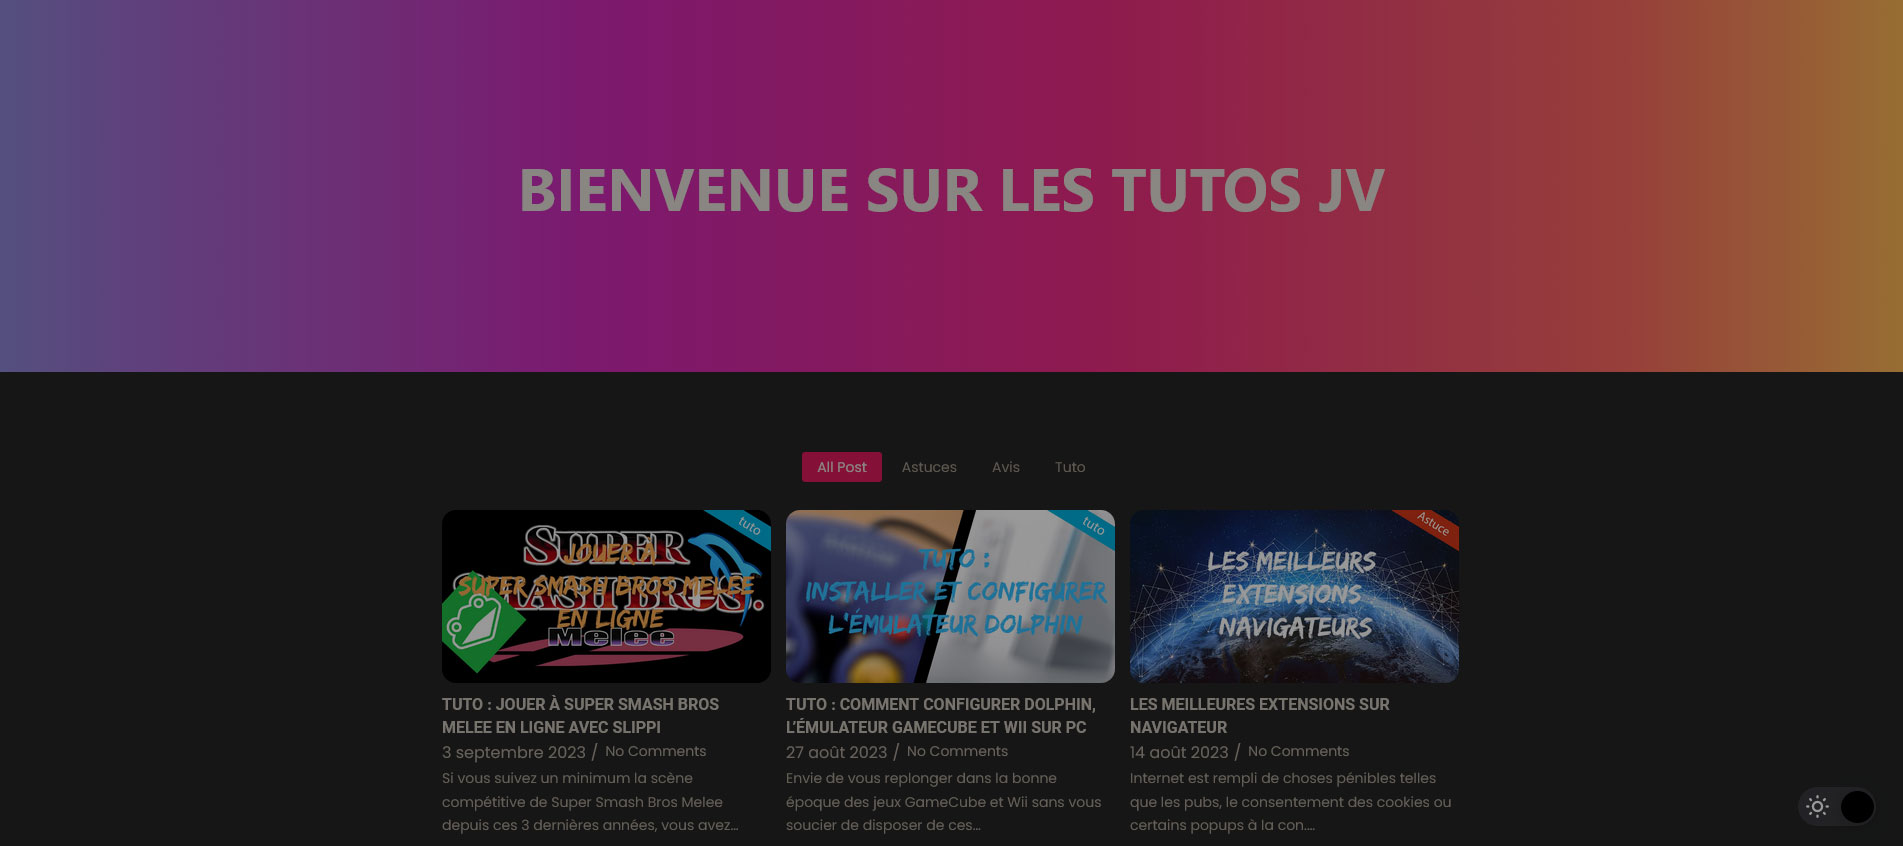 BIENVENUE SUR LES TUTOS JV
All Post
Astuces
Avis
Tuto
tuto
SUPER
SMASH BROS.
Melee
JOUER À
SUPER SMASH BROS MELEE
EN LIGNE
tuto
TUTO :
INSTALLER ET CONFIGURER
L'ÉMULATEUR DOLPHIN
Astuce
LES MEILLEURS
EXTENSIONS
NAVIGATEURS
TUTO : JOUER À SUPER SMASH BROS
MELEE EN LIGNE AVEC SLIPPI
3 septembre 2023 / No Comments
Si vous suivez un minimum la scène
compétitive de Super Smash Bros Melee
depuis ces 3 dernières années, vous avez...
TUTO : COMMENT CONFIGURER DOLPHIN,
L'ÉMULATEUR GAMECUBE ET WII SUR PC
27 août 2023 / No Comments
Envie de vous replonger dans la bonne
époque des jeux GameCube et Wii sans vous
soucier de disposer de ces...
LES MEILLEURES EXTENSIONS SUR
NAVIGATEUR
14 août 2023 / No Comments
Internet est rempli de choses pénibles telles
que les pubs, le consentement des cookies ou
certains popups à la con....